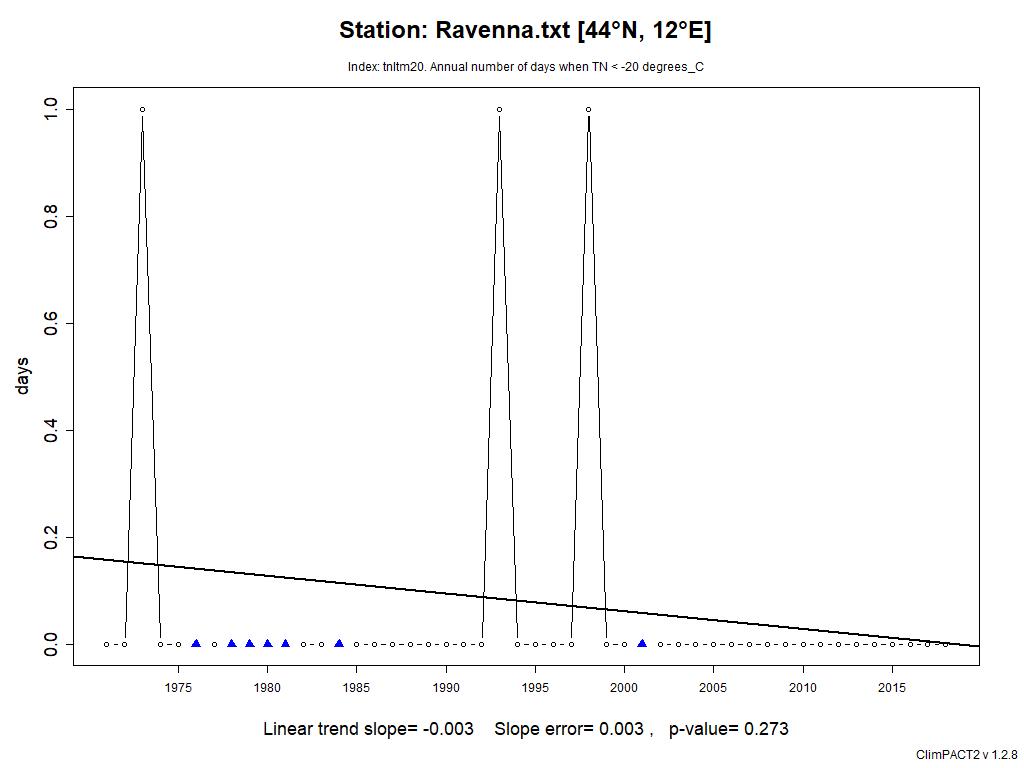 Station: Ravenna.txt [44°N, 12°E]
Index: tnltm20. Annual number of days when TN < -20 degrees_C
1.0
0.8
0.6
0.4
0.2
0.0
days
1975 1980 1985 1990 1995 2000 2005 2010 2015
Linear trend slope= -0.003 Slope error= 0.003 , p-value= 0.273
ClimPACT2 v 1.2.8